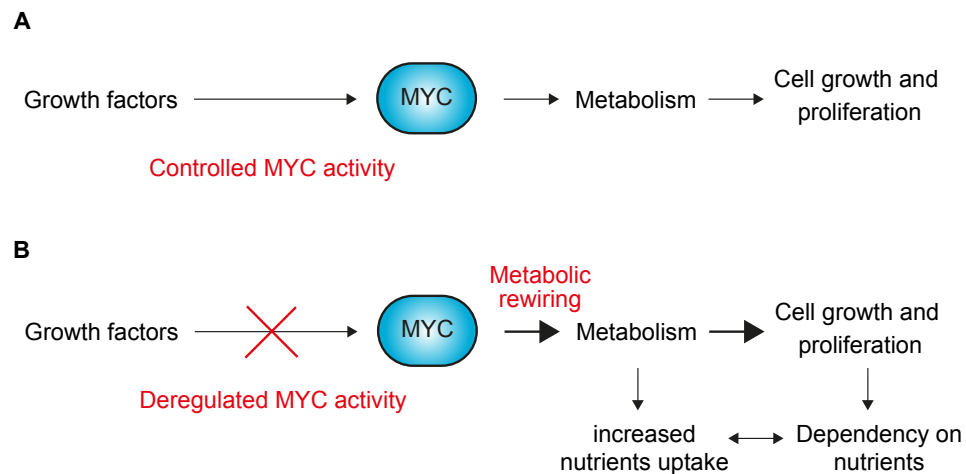 A
Growth factors
MYC
Metabolism
Cell growth and
proliferation
Controlled MYC activity
B
Metabolic
rewiring
Growth factors
MYC
Metabolism
Cell growth and
proliferation
Deregulated MYC activity
increased
nutrients uptake
Dependency on
nutrients